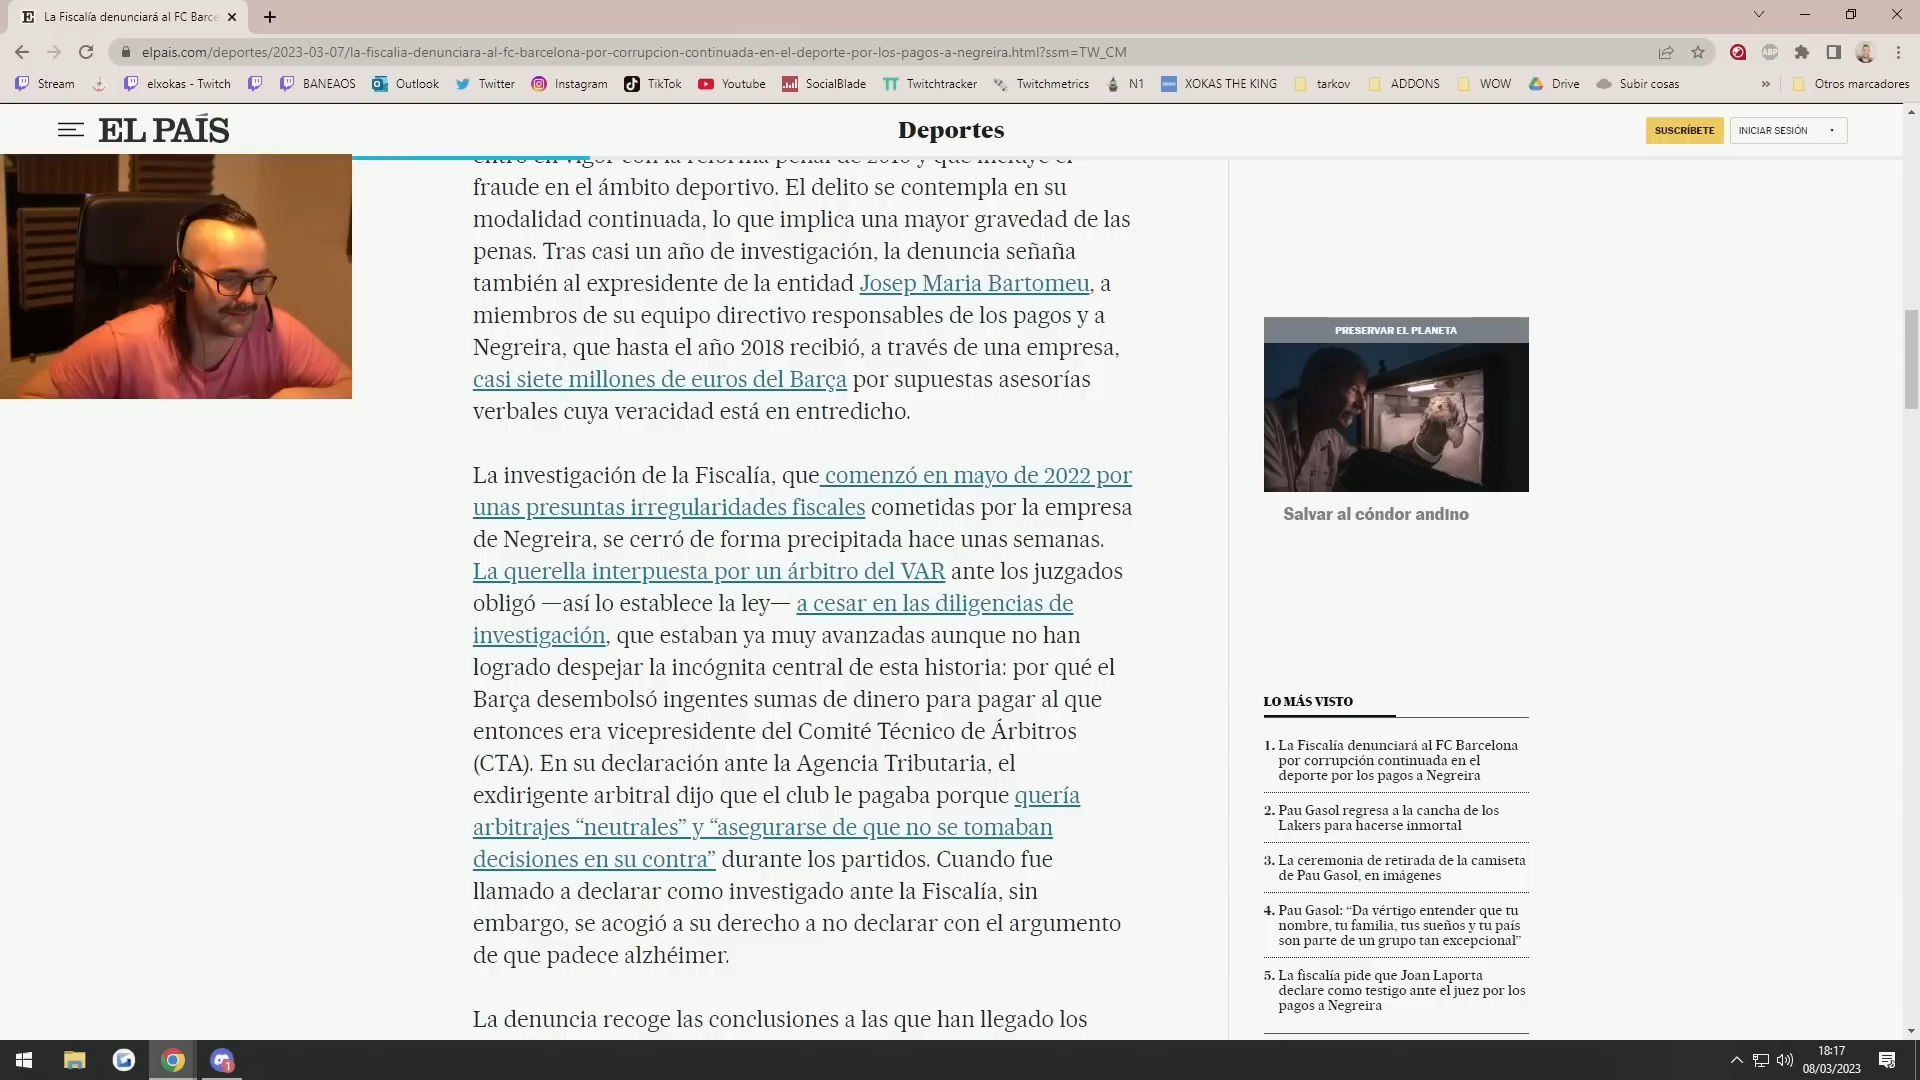 La Fiscalía denunciará al FC Barce
elpais.com/deportes/2023-03-07/la-fiscalia-denunciara-al-fc-barcelona-por-corrupcion-continuada-en-el-deporte-por-los-pagos-a-negreira.html?ssm=TW_CM
ABP
Stream
elxokas - Twitch
BANEAOS
Outlook
Twitter
Instagram
TikTok
Youtube
SocialBlade
Twitchtracker
Twitchmetrics
N1
XOKAS THE KING
tarkov
ADDONS
WOW
Drive
Subir cosas
»
Otros marcadores
EL PAÍS
Deportes
SUSCRÍBETE
INICIAR SESIÓN
entró en vigor con la reforma penal de 2010 y que incluye el
fraude en el ámbito deportivo. El delito se contempla en su
modalidad continuada, lo que implica una mayor gravedad de las
penas. Tras casi un año de investigación, la denuncia señaña
también al expresidente de la entidad Josep Maria Bartomeu, a
miembros de su equipo directivo responsables de los pagos y a
Negreira, que hasta el año 2018 recibió, a través de una empresa,
casi siete millones de euros del Barça por supuestas asesorías
verbales cuya veracidad está en entredicho.
La investigación de la Fiscalía, que comenzó en mayo de 2022 por
unas presuntas irregularidades fiscales cometidas por la empresa
de Negreira, se cerró de forma precipitada hace unas semanas.
La querella interpuesta por un árbitro del VAR ante los juzgados
obligó —así lo establece la ley— a cesar en las diligencias de
investigación, que estaban ya muy avanzadas aunque no han
logrado despejar la incógnita central de esta historia: por qué el
Barça desembolsó ingentes sumas de dinero para pagar al que
entonces era vicepresidente del Comité Técnico de Árbitros
(CTA). En su declaración ante la Agencia Tributaria, el
exdirigente arbitral dijo que el club le pagaba porque quería
arbitrajes “neutrales” y “asegurarse de que no se tomaban
decisiones en su contra” durante los partidos. Cuando fue
llamado a declarar como investigado ante la Fiscalía, sin
embargo, se acogió a su derecho a no declarar con el argumento
de que padece alzhéimer.
La denuncia recoge las conclusiones a las que han llegado los
PRESERVAR EL PLANETA
Salvar al cóndor andino
LO MÁS VISTO
1. La Fiscalía denunciará al FC Barcelona
por corrupción continuada en el
deporte por los pagos a Negreira
2. Pau Gasol regresa a la cancha de los
Lakers para hacerse inmortal
3. La ceremonia de retirada de la camiseta
de Pau Gasol, en imágenes
4. Pau Gasol: “Da vértigo entender que tu
nombre, tu familia, tus sueños y tu país
son parte de un grupo tan excepcional”
5. La fiscalía pide que Joan Laporta
declare como testigo ante el juez por los
pagos a Negreira
1
18:17
08/03/2023